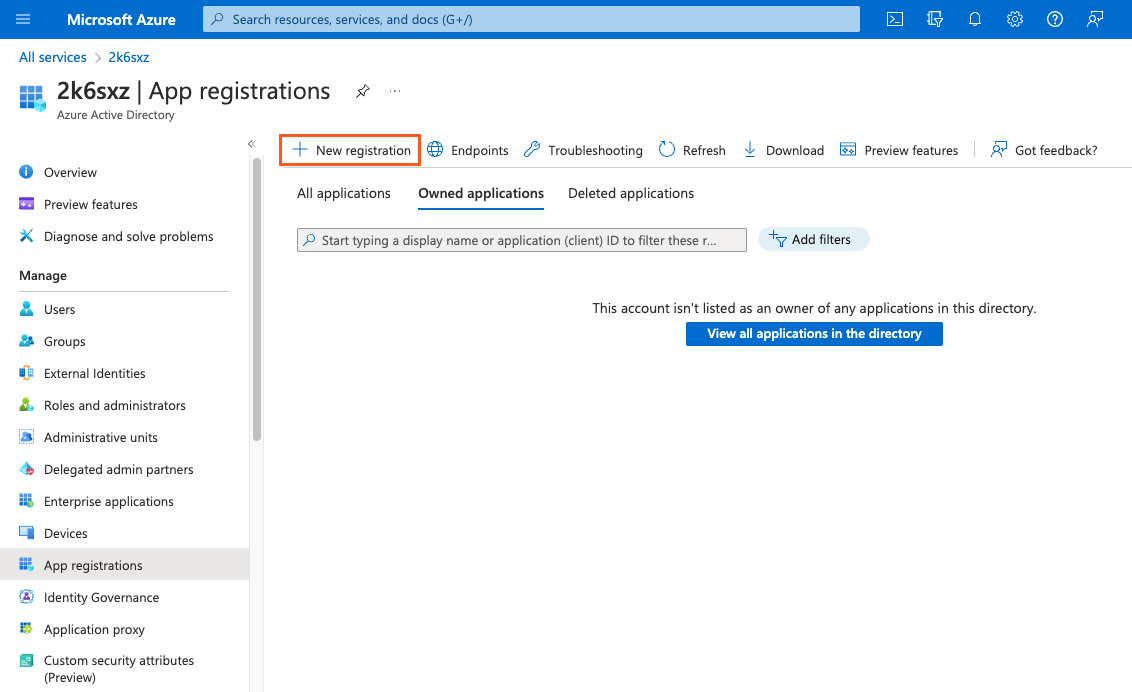 Microsoft Azure
Search resources, services, and docs (G+/)
All services > 2k6sxz
2k6sxz | App registrations
Azure Active Directory
Overview
Preview features
Diagnose and solve problems
Manage
Users
Groups
External Identities
Roles and administrators
Administrative units
Delegated admin partners
Enterprise applications
Devices
App registrations
Identity Governance
Application proxy
Custom security attributes
(Preview)
New registration Endpoints Troubleshooting Refresh Download Preview features Got feedback?
All applications Owned applications Deleted applications
Start typing a display name or application (client) ID to filter these r... Add filters
This account isn't listed as an owner of any applications in this directory.
View all applications in the directory